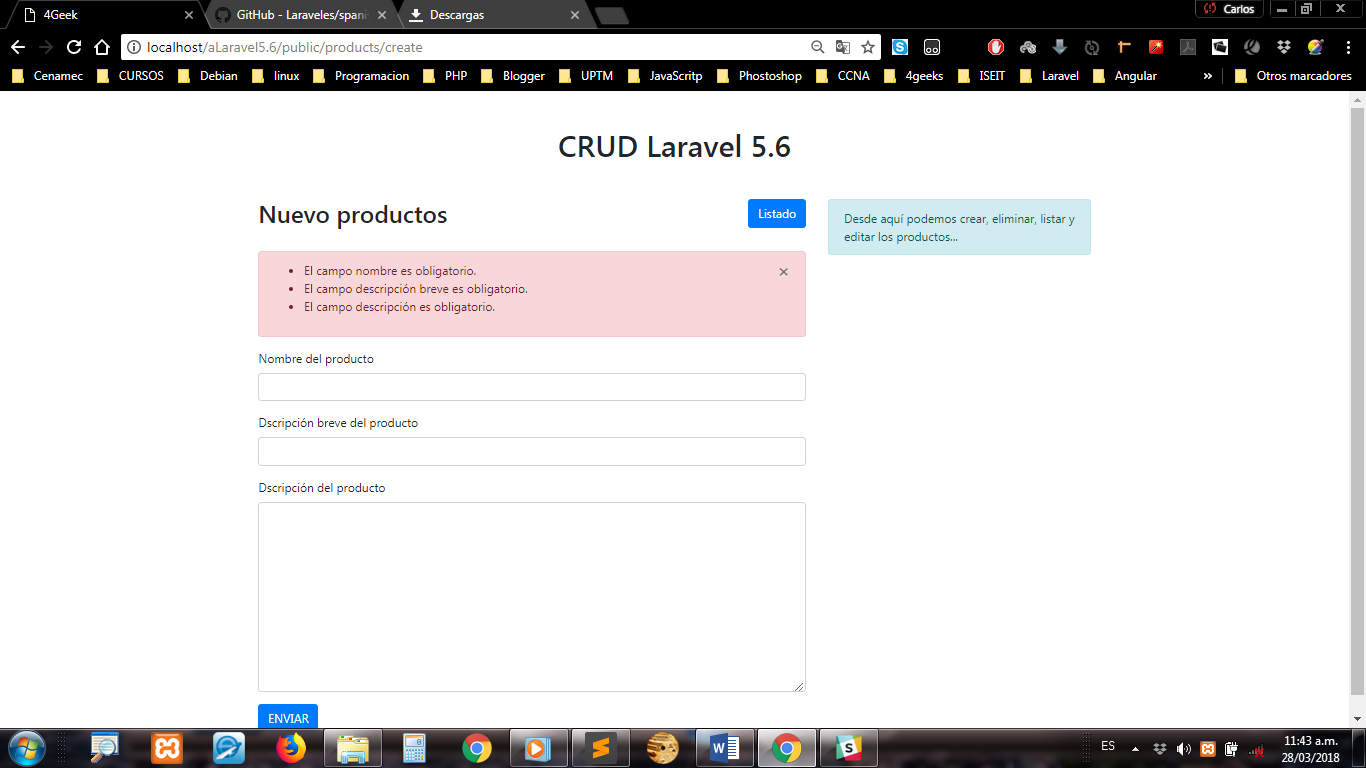 4Geek
GitHub - Laraveles/spani
Descargas
Carlos
localhost/aLaravel5.6/public/products/create
Cenamec
CURSOS
Debian
linux
Programacion
PHP
Blogger
UPTM
JavaScritp
Phostoshop
CCNA
4geeks
ISEIT
Laravel
Angular
»
Otros marcadores
CRUD Laravel 5.6
Nuevo productos
Listado
Desde aquí podemos crear, eliminar, listar y
editar los productos...
• El campo nombre es obligatorio.
• El campo descripción breve es obligatorio.
• El campo descripción es obligatorio.
×
Nombre del producto
Dscripción breve del producto
Dscripción del producto
ENVIAR
ES
11:43 a.m.
28/03/2018